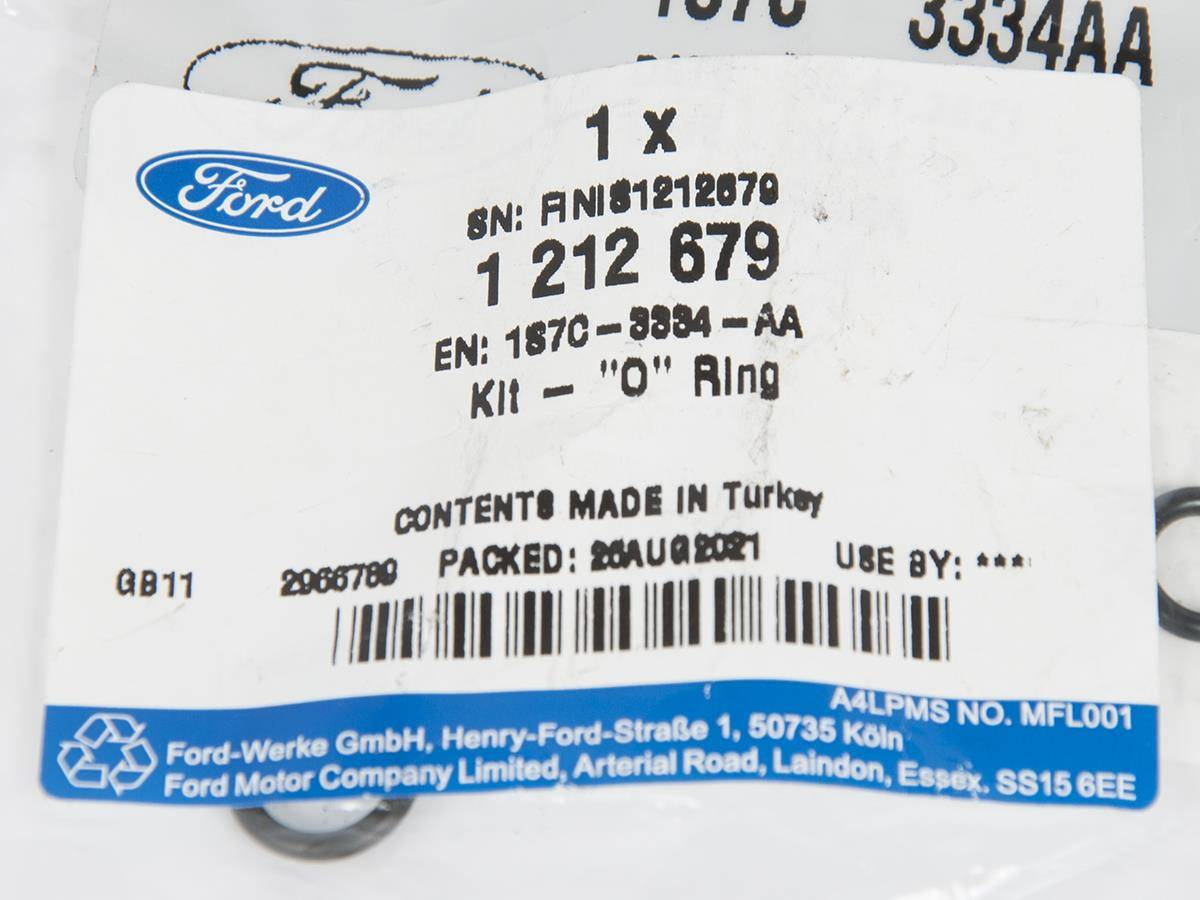 3334AA
Ford
1 X
SN: FINIS1212679
1 212 679
EN: 1S7C-3334-AA
Kit - "O" Ring
CONTENTS MADE IN Turkey
GB11 2966789 PACKED: 26AUG2021 USE BY: ***
A4LPMS NO. MFL001
Ford-Werke GmbH, Henry-Ford-Straße 1, 50735 Köln
Ford Motor Company Limited, Arterial Road, Laindon, Essex. SS15 6EE